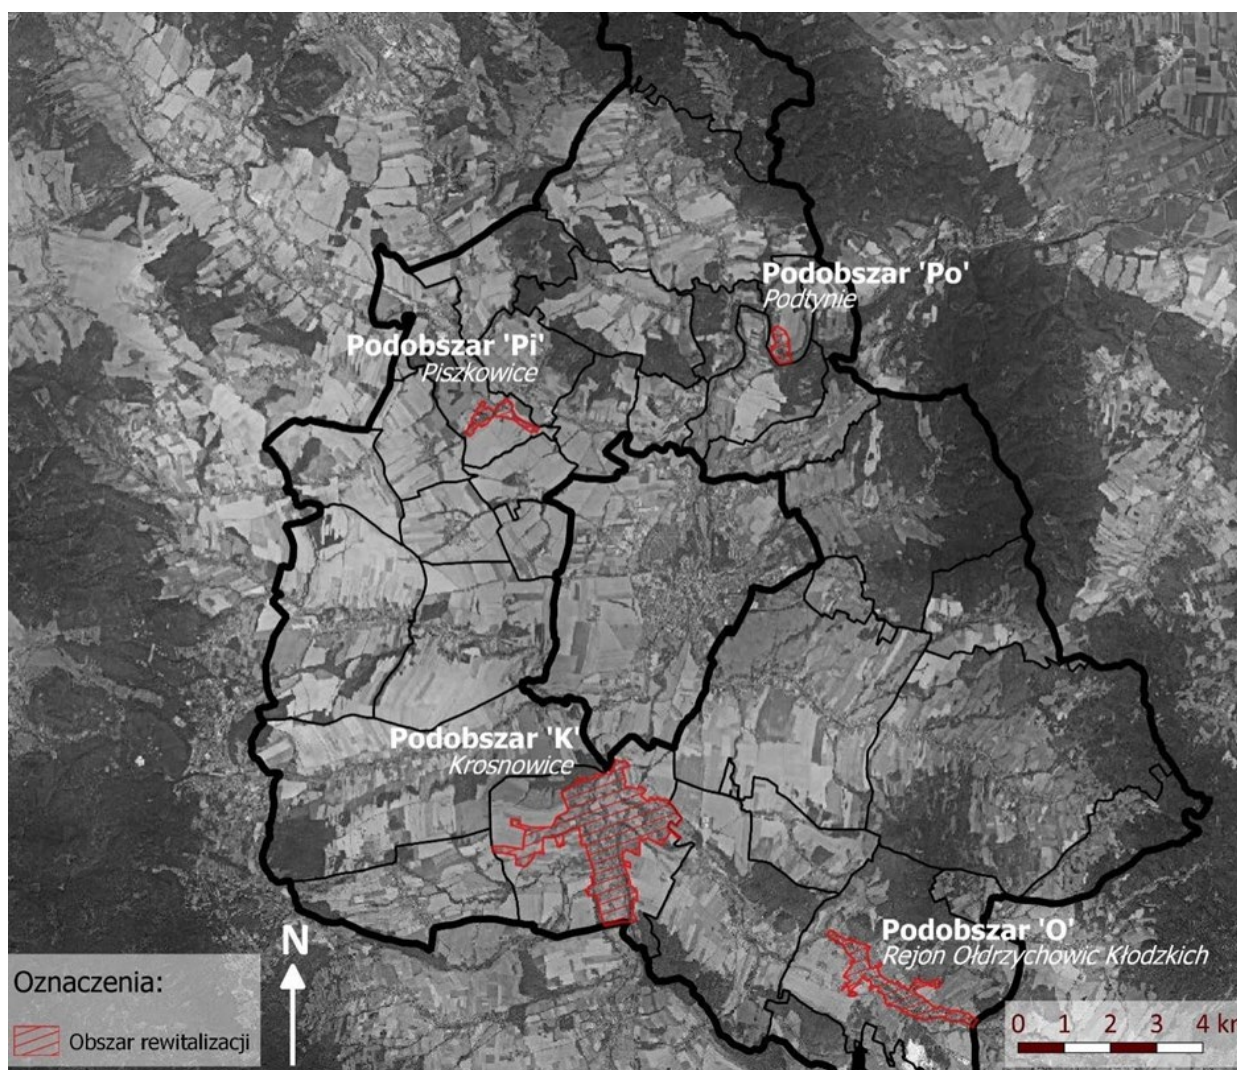 Podobszar 'Po'
Podtynie
Podobszar 'Pi'
Piszkowice
Podobszar 'K'
Krosnowice
Podobszar 'O'
Rejon Ołdrzychowic Kłodzkich
N
Oznaczenia:
Obszar rewitalizacji
0 1 2 3 4 km